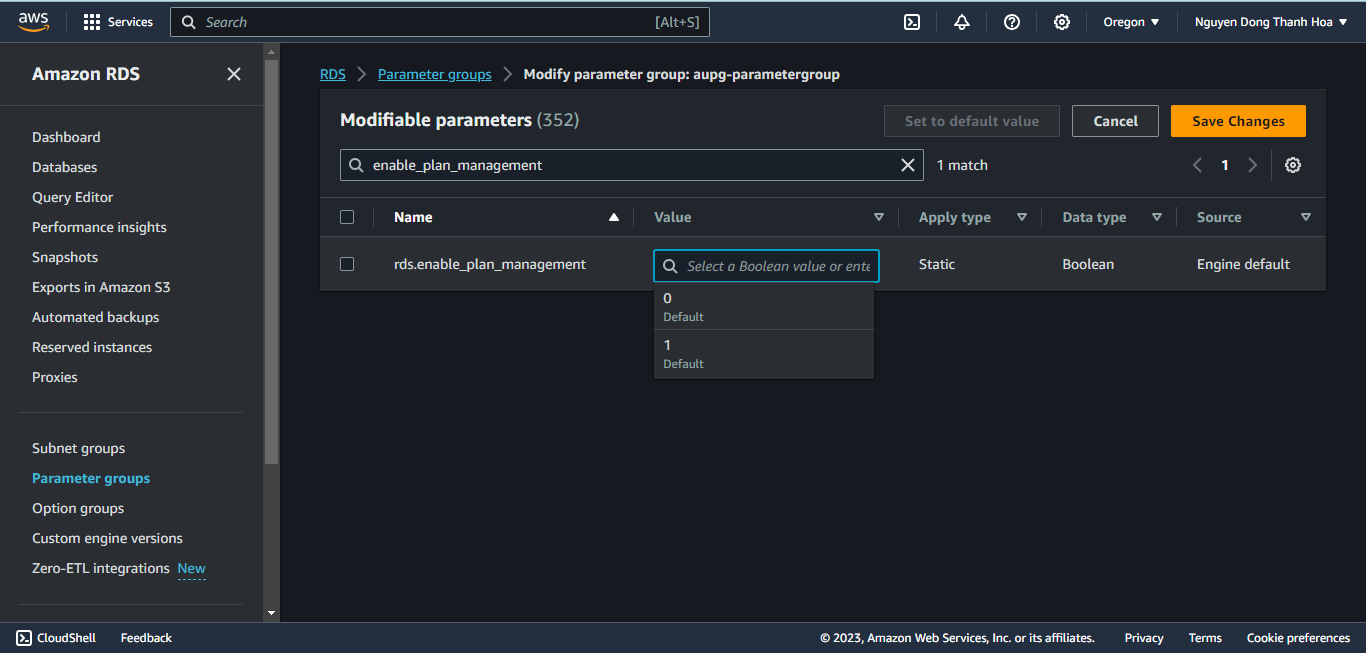 aws Services Search [Alt+S] Oregon Nguyen Dong Thanh Hoa
Amazon RDS
Dashboard
Databases
Query Editor
Performance insights
Snapshots
Exports in Amazon S3
Automated backups
Reserved instances
Proxies
Subnet groups
Parameter groups
Option groups
Custom engine versions
Zero-ETL integrations New
RDS Parameter groups Modify parameter group: aupg-parametergroup
Modifiable parameters (352) Set to default value Cancel Save Changes
enable_plan_management 1 match 1
Name Value Apply type Data type Source
rds.enable_plan_management Select a Boolean value or ente Static Boolean Engine default
0
Default
1
Default
CloudShell Feedback © 2023, Amazon Web Services, Inc. or its affiliates. Privacy Terms Cookie preferences